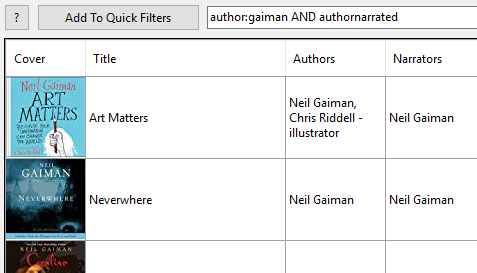 ? Add To Quick Filters author:gaiman AND authornarrated
Cover Title Authors Narrators
Neil Gaiman
ART
MATTERS
BECAUSE YOUR
IMAGINATION
CAN CHANGE
THE WORLD
Chris Riddell
Art Matters
Neil Gaiman,
Chris Riddell -
illustrator
Neil Gaiman
NEIL
GAIMAN
NEVERWHERE
Neverwhere
Neil Gaiman
Neil Gaiman
NEIL GAIMAN